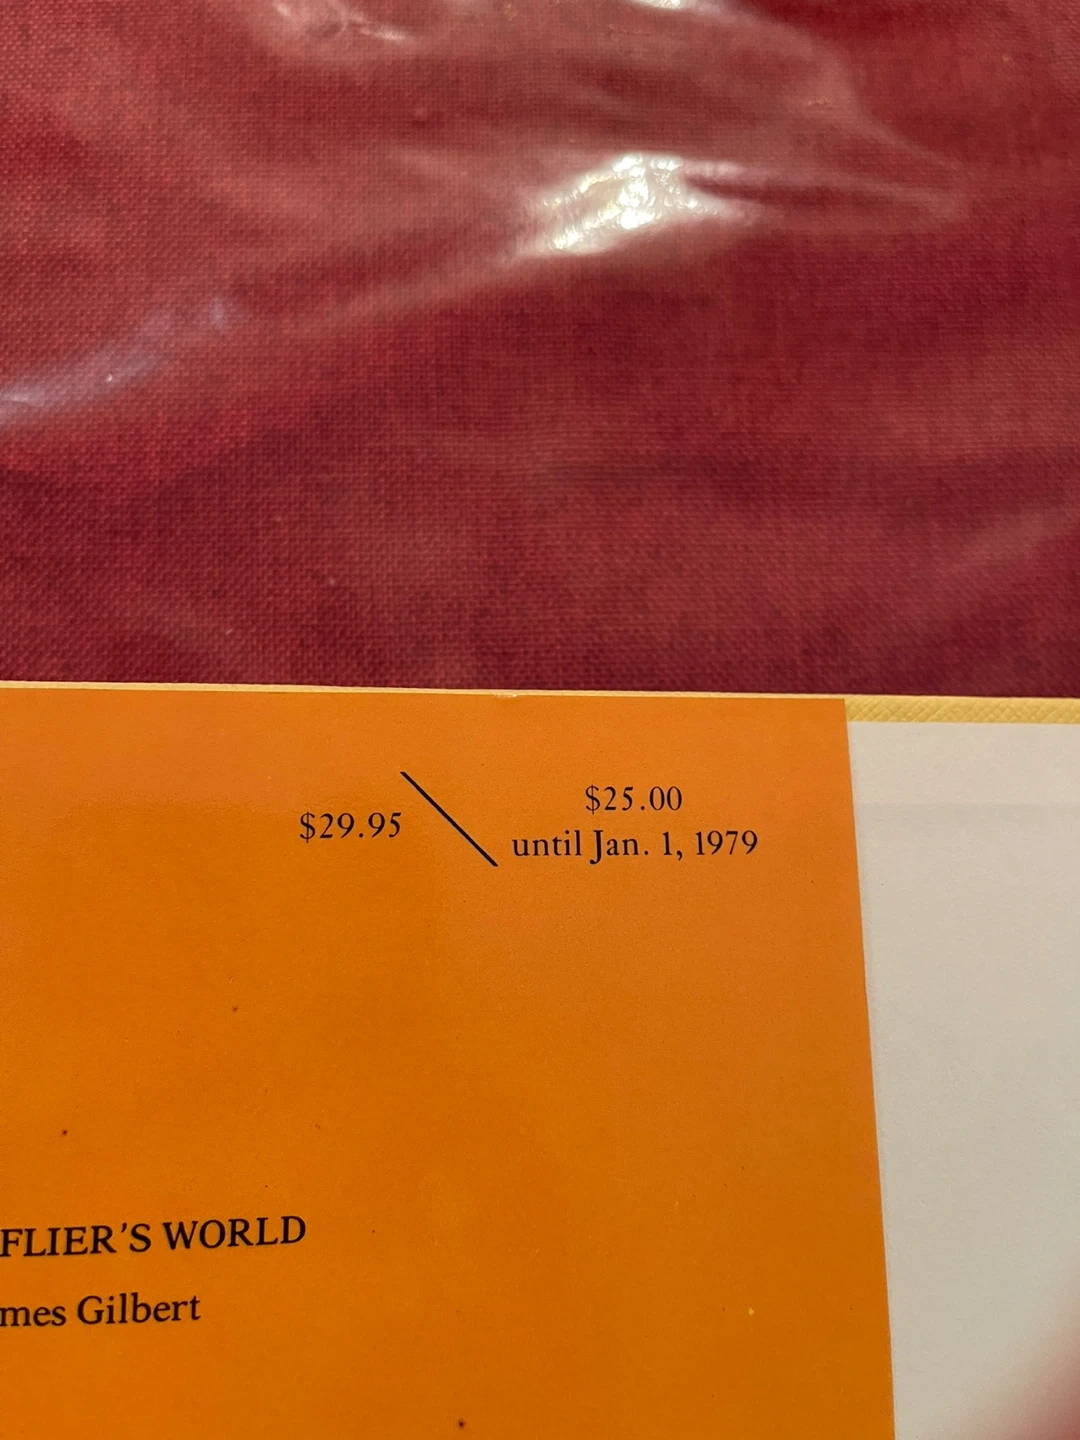 $29.95
$25.00
until Jan. 1, 1979
FLIER'S WORLD
mes Gilbert